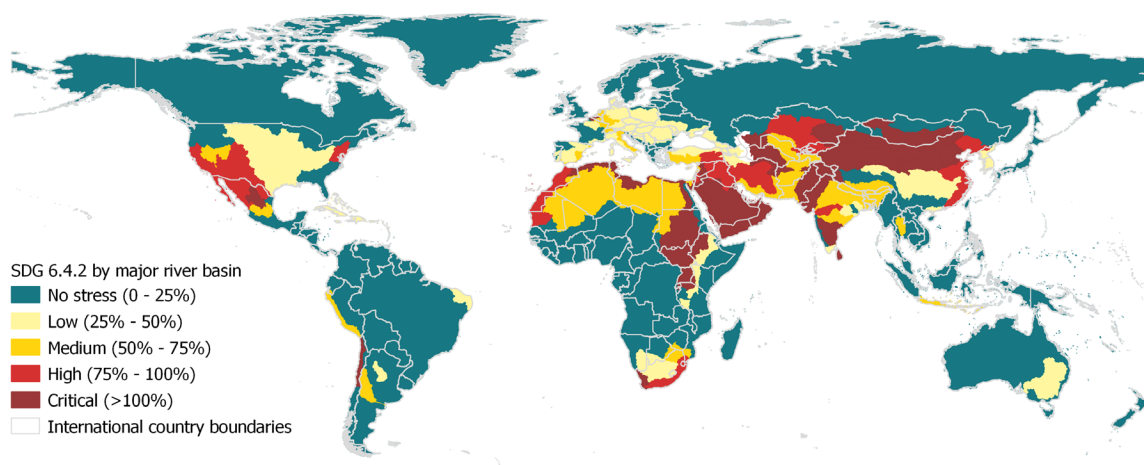 SDG 6.4.2 by major river basin
No stress (0 - 25%)
Low (25% - 50%)
Medium (50% - 75%)
High (75% - 100%)
Critical (>100%)
International country boundaries